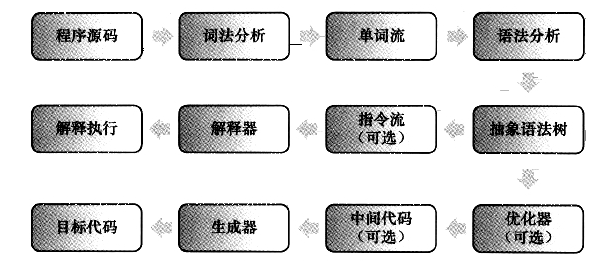 程序源码
词法分析
单词流
语法分析
解释执行
解释器
指令流
（可选）
抽象语法树
目标代码
生成器
中间代码
（可选）
优化器
（可选）